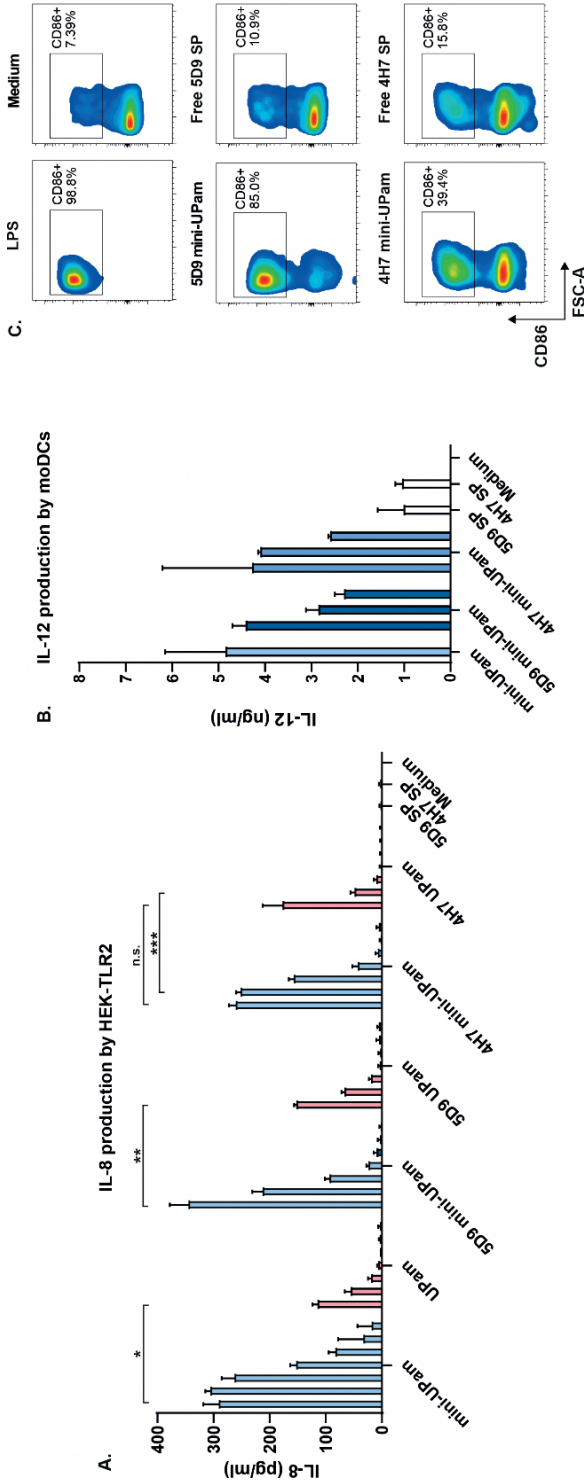 A.
IL-8 production by HEK-TLR2
IL-8 (pg/ml)
400
300
200
100
0
*
**
n.s.
***
mini-UPam
UPam
5D9 mini-UPam
5D9 UPam
4H7 mini-UPam
4H7 UPam
5D9 SP
4H7 SP
Medium
B.
IL-12 production by moDCs
IL-12 (ng/ml)
8
7
6
5
4
3
2
1
0
mini-UPam
5D9 mini-UPam
4H7 mini-UPam
5D9 SP
4H7 SP
Medium
C.
LPS
CD86+
98.8%
Medium
CD86+
7.39%
5D9 mini-UPam
CD86+
85.0%
Free 5D9 SP
CD86+
10.9%
4H7 mini-UPam
CD86+
39.4%
Free 4H7 SP
CD86+
15.8%
CD86
FSC-A